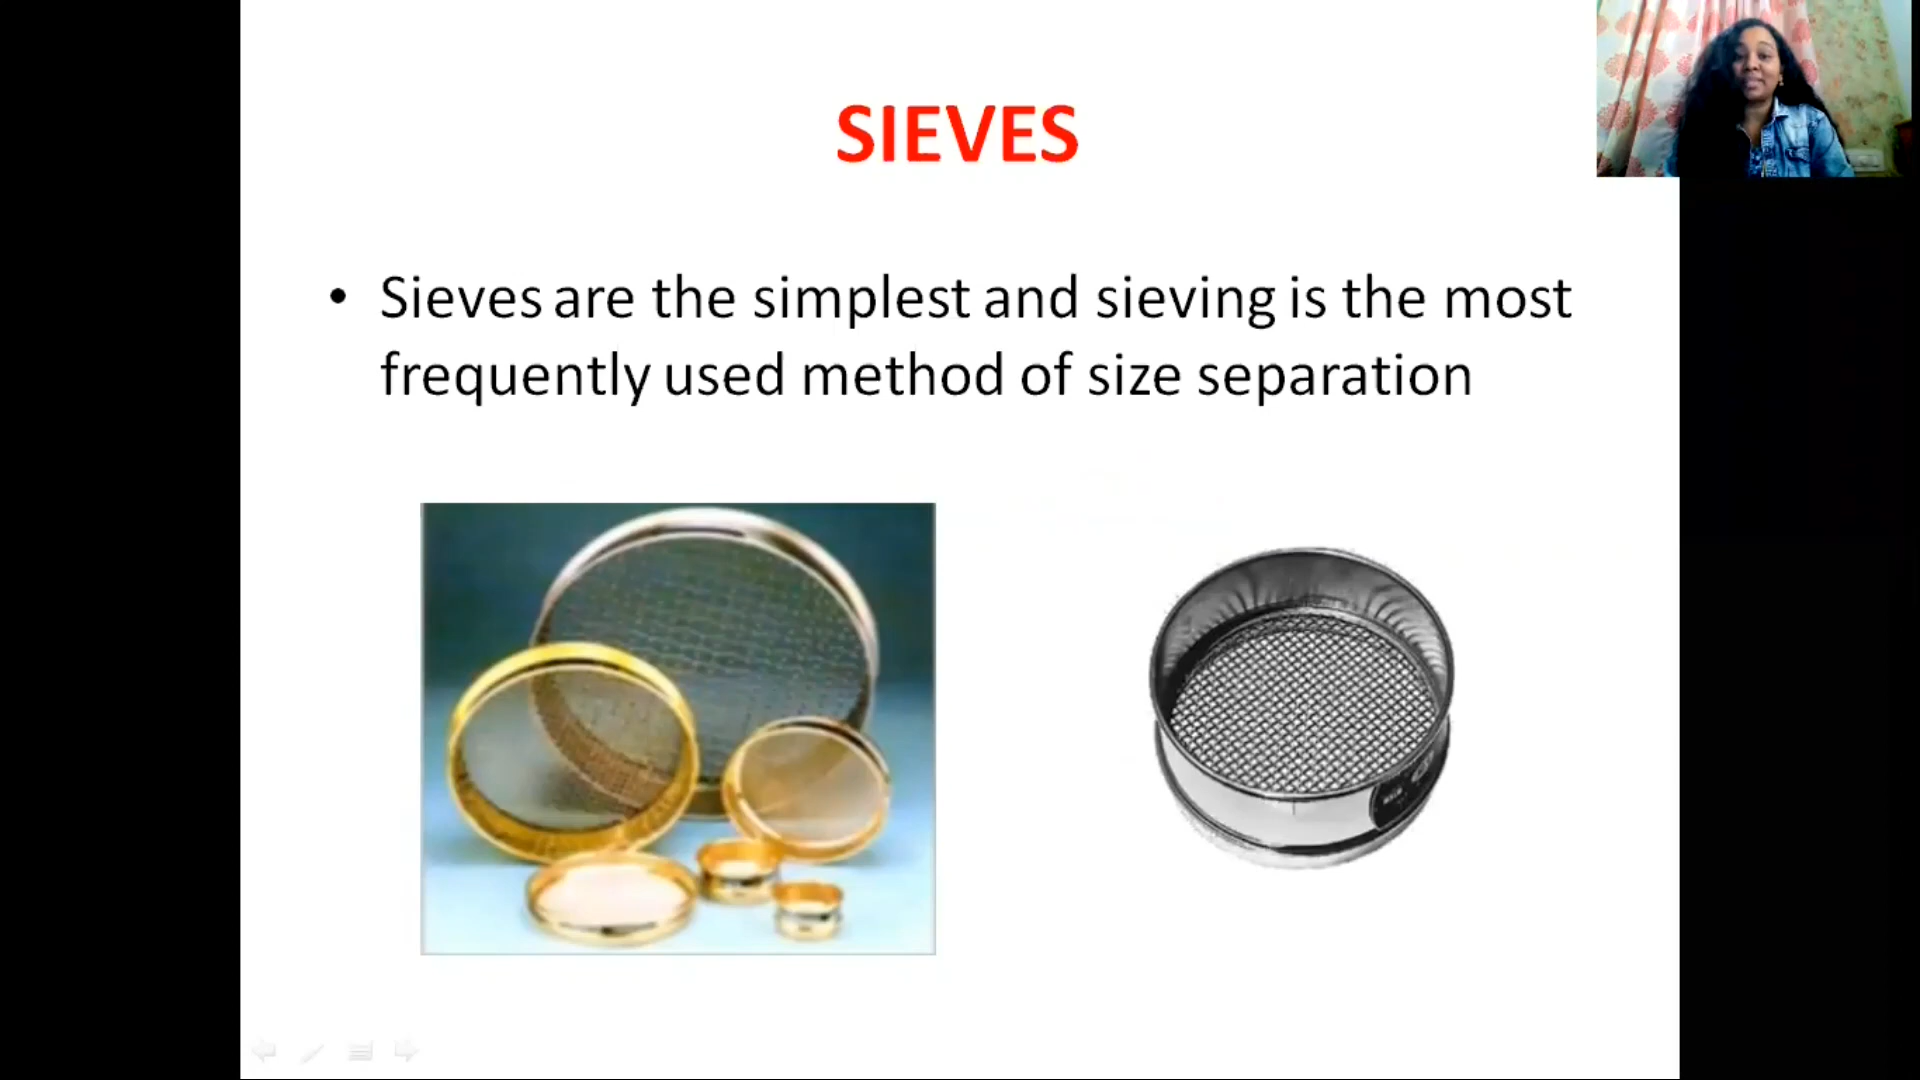 SIEVES
• Sieves are the simplest and sieving is the most
frequently used method of size separation